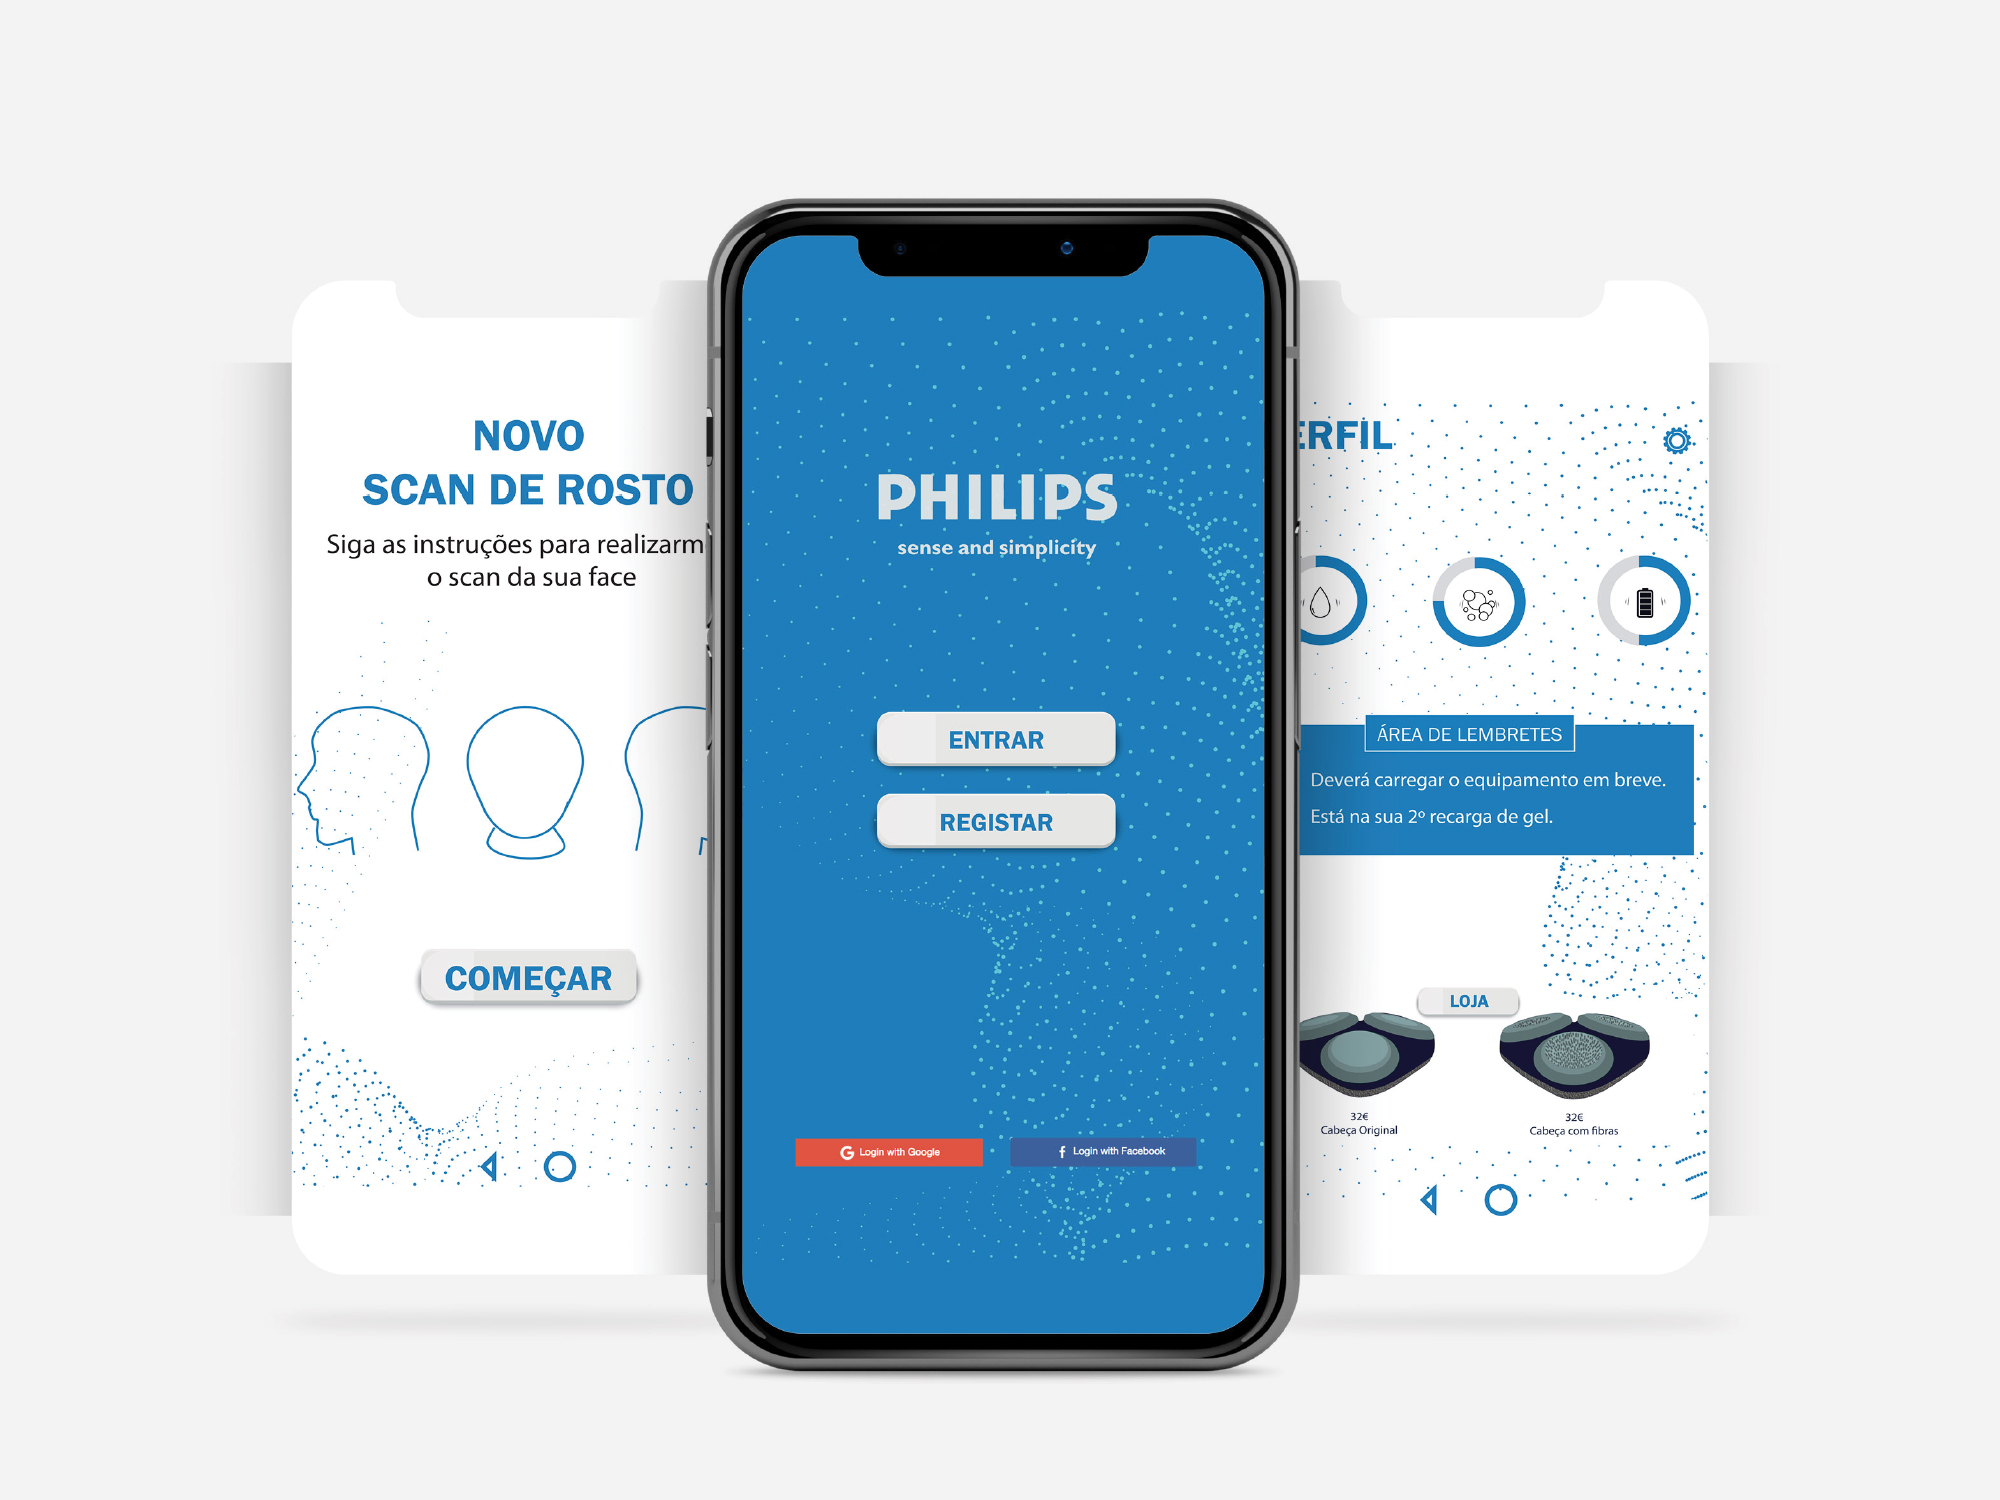 NOVO
SCAN DE ROSTO
Siga as instruções para realizarm
o scan da sua face
COMEÇAR
PHILIPS
sense and simplicity
ENTRAR
REGISTAR
Login with Google
Login with Facebook
ERFIL
ÁREA DE LEMBRETES
Deverá carregar o equipamento em breve.
Está na sua 2º recarga de gel.
LOJA
32€
Cabeça Original
32€
Cabeça com fibras